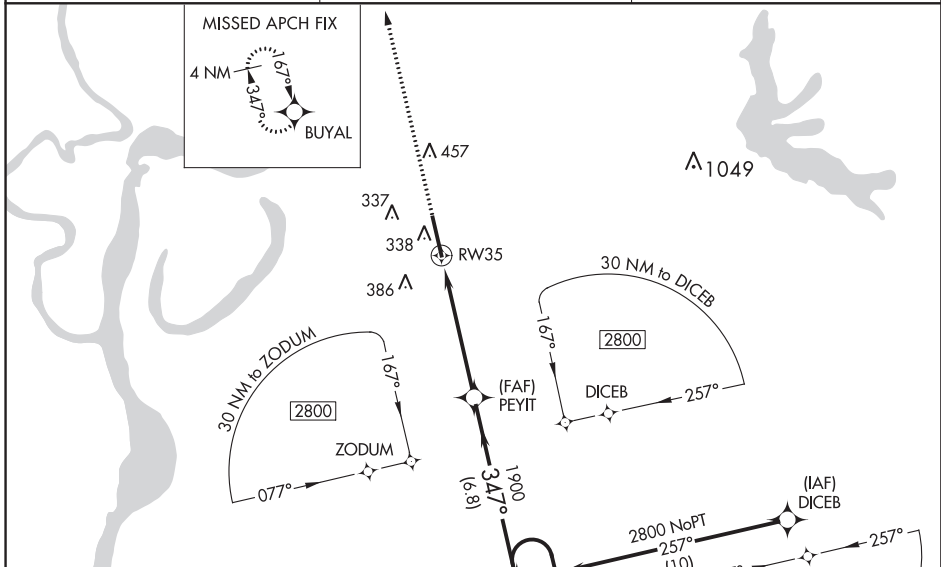 MISSED APCH FIX
4 NM
167°
347°
BUYAL
457
1049
337
338
RW35
386
30 NM to DICEB
167°
2800
30 NM to ZODUM
167°
2800
(FAF)
PEYIT
DICEB
257°
ZODUM
077°
1900
347°
(6.8)
(IAF)
DICEB
2800 NoPT
257°
(10)
257°